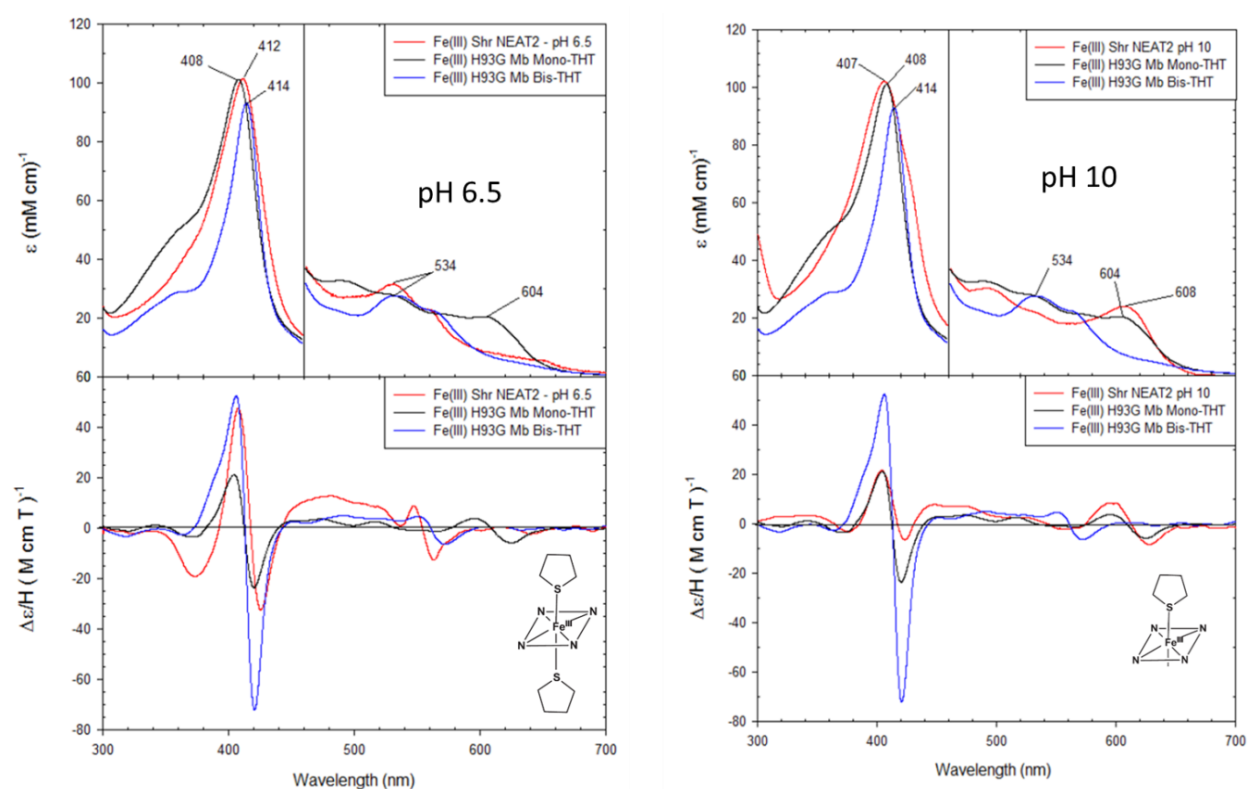 120
100
80
60
40
20
60
ε (mM cm)⁻¹
408
412
414
534
604
Fe(III) Shr NEAT2 - pH 6.5
Fe(III) H93G Mb Mono-THT
Fe(III) H93G Mb Bis-THT
pH 6.5
40
20
0
-20
-40
-60
-80
Δε/H ( M cm T )⁻¹
Fe(III) Shr NEAT2 - pH 6.5
Fe(III) H93G Mb Mono-THT
Fe(III) H93G Mb Bis-THT
S
N N
Feᴵᴵᴵ
N N
S
300 400 500 600 700
Wavelength (nm)
120
100
80
60
40
20
60
ε (mM cm)⁻¹
407
408
414
534
604
608
Fe(III) Shr NEAT2 pH 10
Fe(III) H93G Mb Mono-THT
Fe(III) H93G Mb Bis-THT
pH 10
40
20
0
-20
-40
-60
-80
Δε/H ( M cm T )⁻¹
Fe(III) Shr NEAT2 pH 10
Fe(III) H93G Mb Mono-THT
Fe(III) H93G Mb Bis-THT
S
N N
Feᴵᴵᴵ
N N
300 400 500 600 700
Wavelength (nm)